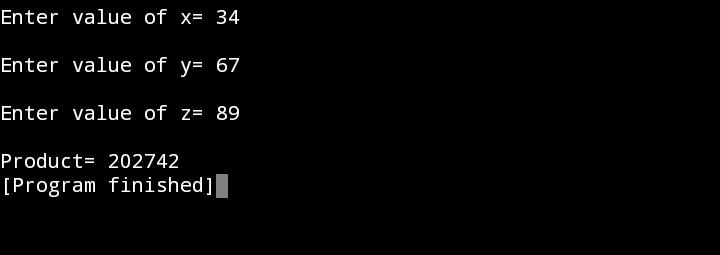 Enter value of x= 34
Enter value of y= 67
Enter value of z= 89
Product= 202742
[Program finished]